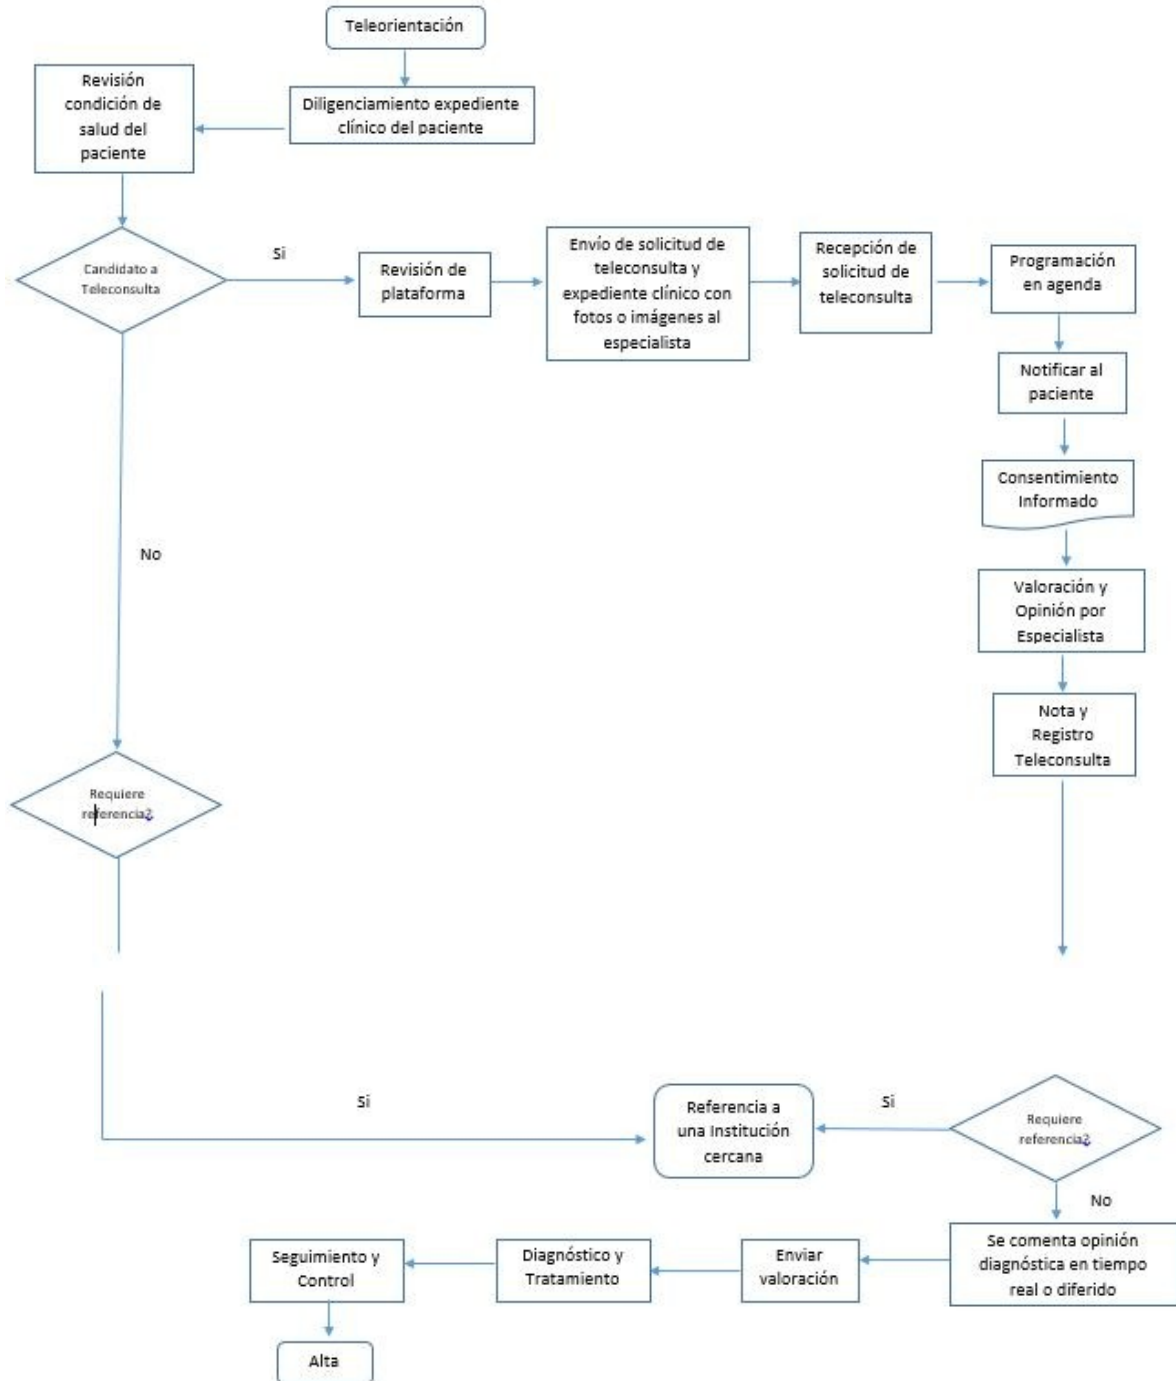 Teleorientación
Revisión
condición de
salud del
paciente
Diligenciamiento expediente
clínico del paciente
Candidato a
Teleconsulta
Si
Revisión de
plataforma
Envío de solicitud de
teleconsulta y
expediente clínico con
fotos o imágenes al
especialista
Recepción de
solicitud de
teleconsulta
Programación
en agenda
Notificar al
paciente
Consentimiento
Informado
No
Valoración y
Opinión por
Especialista
Nota y
Registro
Teleconsulta
Requiere
referencia?
Si
Referencia a
una Institución
cercana
Si
Requiere
referencia?
No
Seguimiento y
Control
Diagnóstico y
Tratamiento
Enviar
valoración
Se comenta opinión
diagnóstica en tiempo
real o diferido
Alta